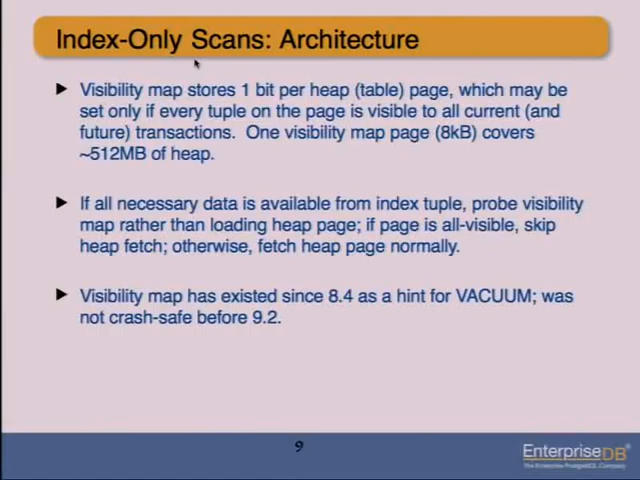 Index-Only Scans: Architecture
Visibility map stores 1 bit per heap (table) page, which may be
set only if every tuple on the page is visible to all current (and
future) transactions. One visibility map page (8kB) covers
~512MB of heap.
If all necessary data is available from index tuple, probe visibility
map rather than loading heap page; if page is all-visible, skip
heap fetch; otherwise, fetch heap page normally.
Visibility map has existed since 8.4 as a hint for VACUUM; was
not crash-safe before 9.2.
9
EnterpriseDB
The Enterprise PostgreSQL Company